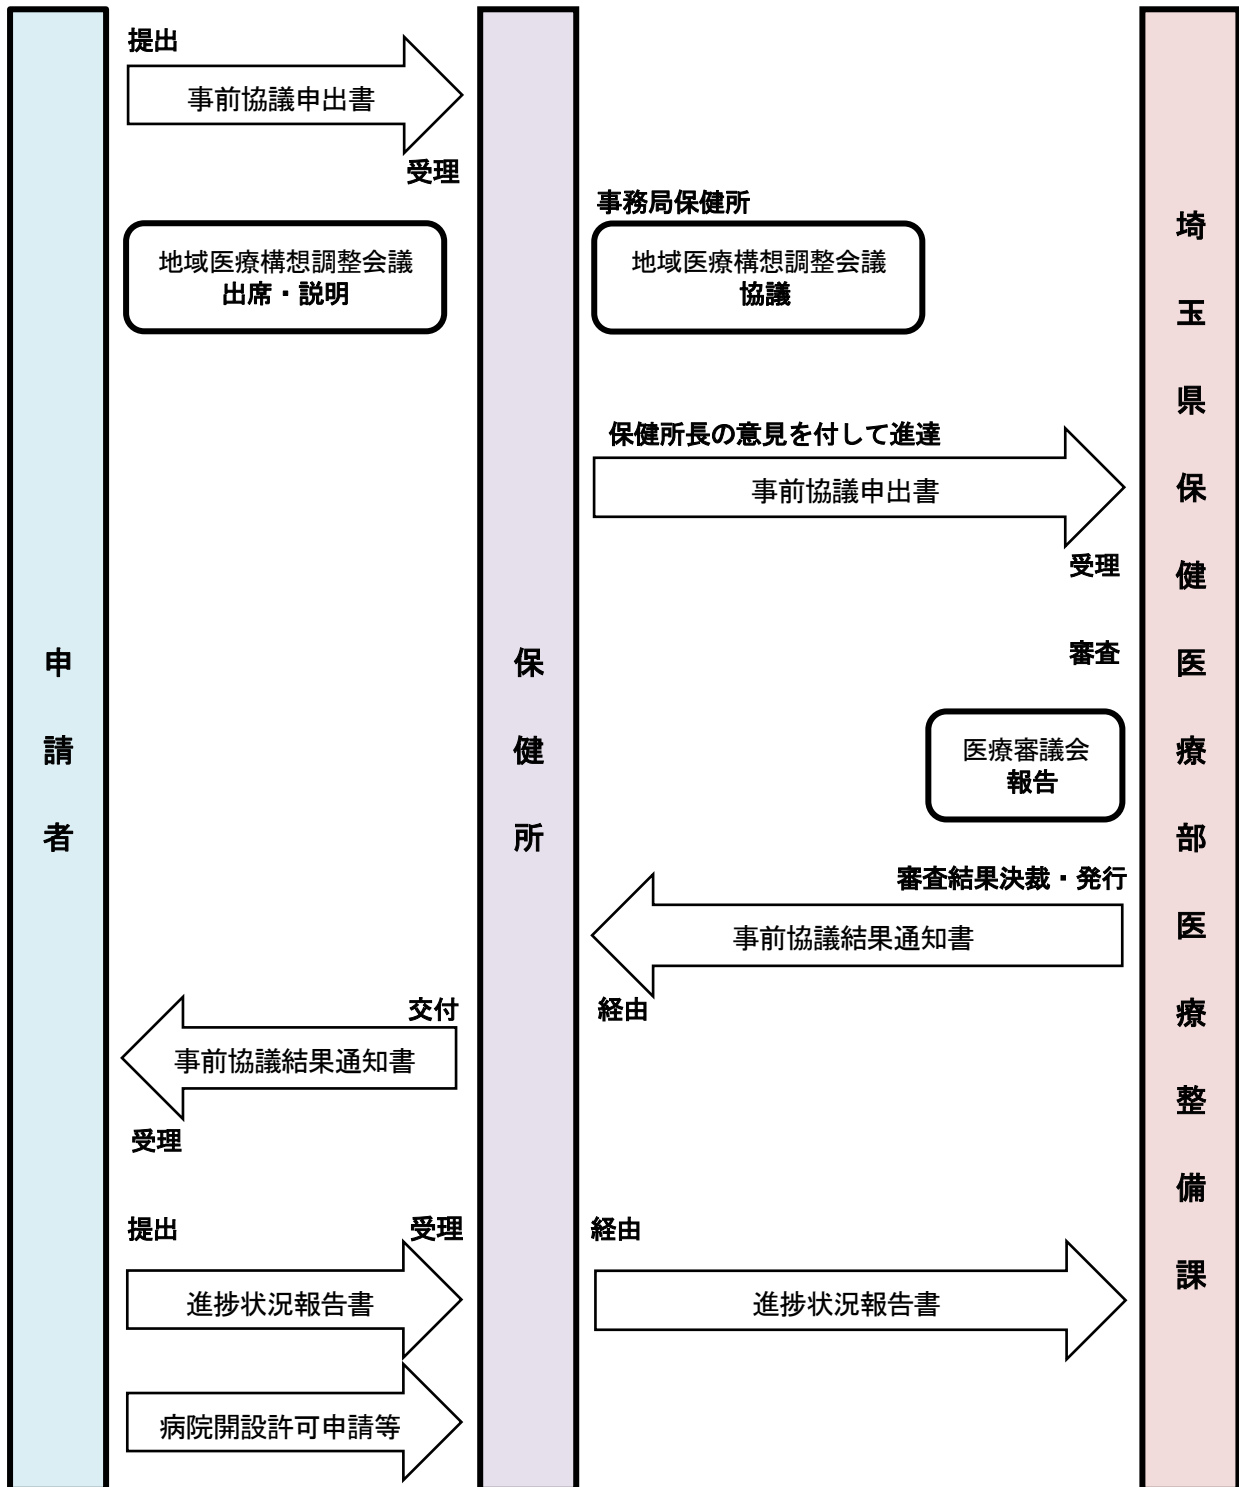 提出
事前協議申出書
受理
事務局保健所
地域医療構想調整会議
出席・説明
地域医療構想調整会議
協議
保健所長の意見を付して進達
事前協議申出書
受理
審査
医療審議会
報告
審査結果決裁・発行
事前協議結果通知書
経由
交付
事前協議結果通知書
受理
提出
受理
経由
進捗状況報告書
進捗状況報告書
病院開設許可申請等
申請者
保健所
埼玉県保健医療部医療整備課